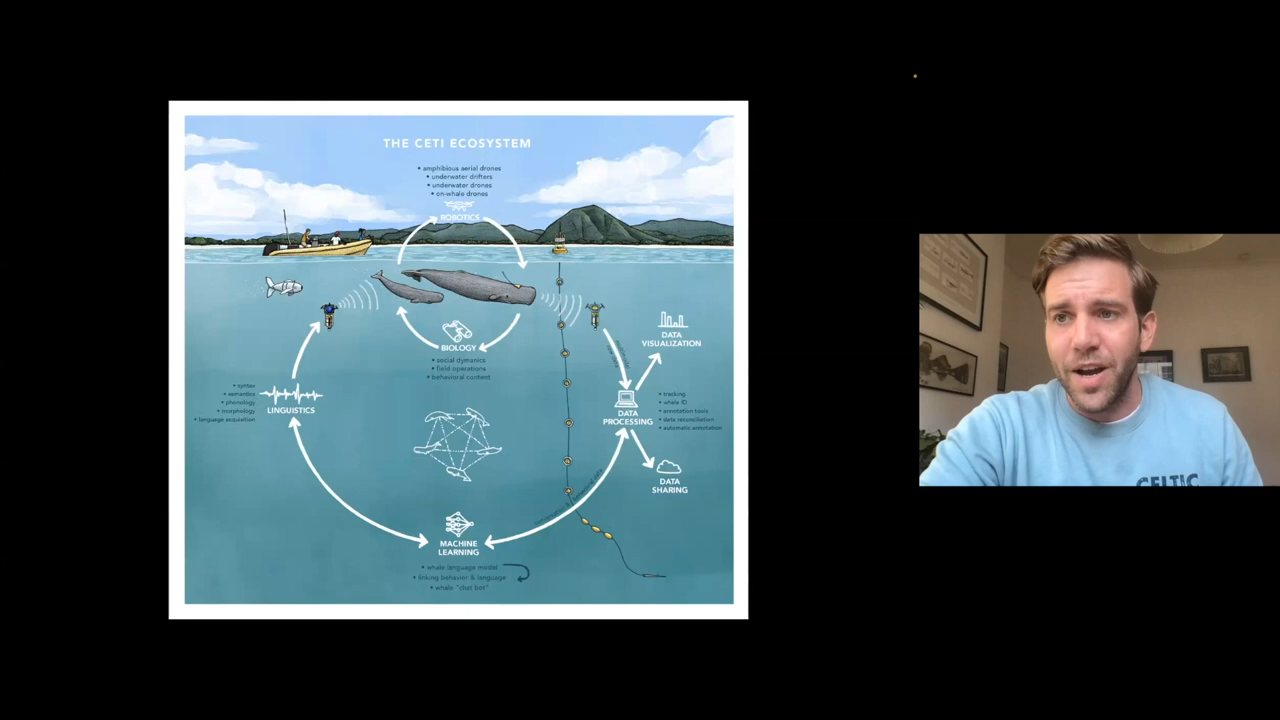 THE CETI ECOSYSTEM
• amphibious aerial drones
• underwater drifters
• underwater drones
• on-whale drones
ROBOTICS
BIOLOGY
• social dynamics
• field operations
• behavioral context
DATA
VISUALIZATION
• syntax
• semantics
• phonology
• morphology
• language acquisition
LINGUISTICS
DATA
PROCESSING
• tracking
• whale ID
• annotation tools
• data reconciliation
• automatic annotation
DATA
SHARING
MACHINE
LEARNING
• whale language model
• linking behavior & language
• whale "chat bot"
CELTIC